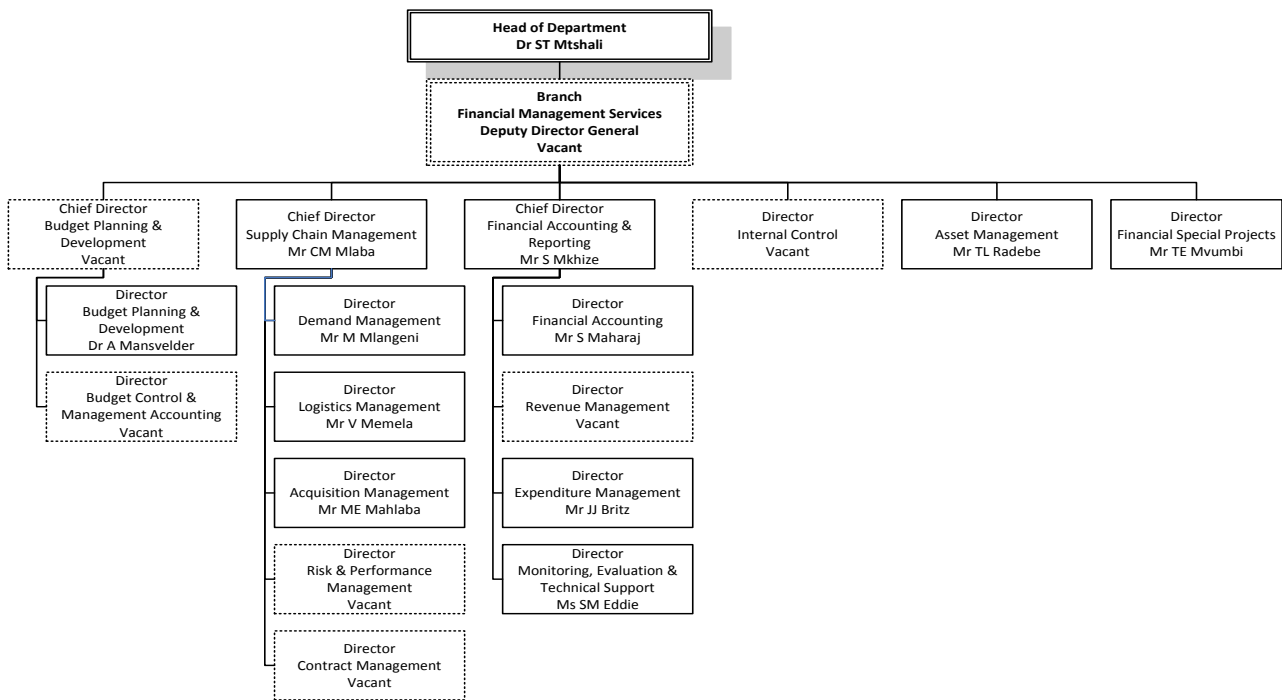 Head of Department
Dr ST Mtshali
Branch
Financial Management Services
Deputy Director General
Vacant
Chief Director
Budget Planning &
Development
Vacant
Chief Director
Supply Chain Management
Mr CM Mlaba
Chief Director
Financial Accounting &
Reporting
Mr S Mkhize
Director
Internal Control
Vacant
Director
Asset Management
Mr TL Radebe
Director
Financial Special Projects
Mr TE Mvumbi
Director
Budget Planning &
Development
Dr A Mansvelder
Director
Budget Control &
Management Accounting
Vacant
Director
Demand Management
Mr M Mlangeni
Director
Logistics Management
Mr V Memela
Director
Acquisition Management
Mr ME Mahlaba
Director
Risk & Performance
Management
Vacant
Director
Contract Management
Vacant
Director
Financial Accounting
Mr S Maharaj
Director
Revenue Management
Vacant
Director
Expenditure Management
Mr JJ Britz
Director
Monitoring, Evaluation &
Technical Support
Ms SM Eddie